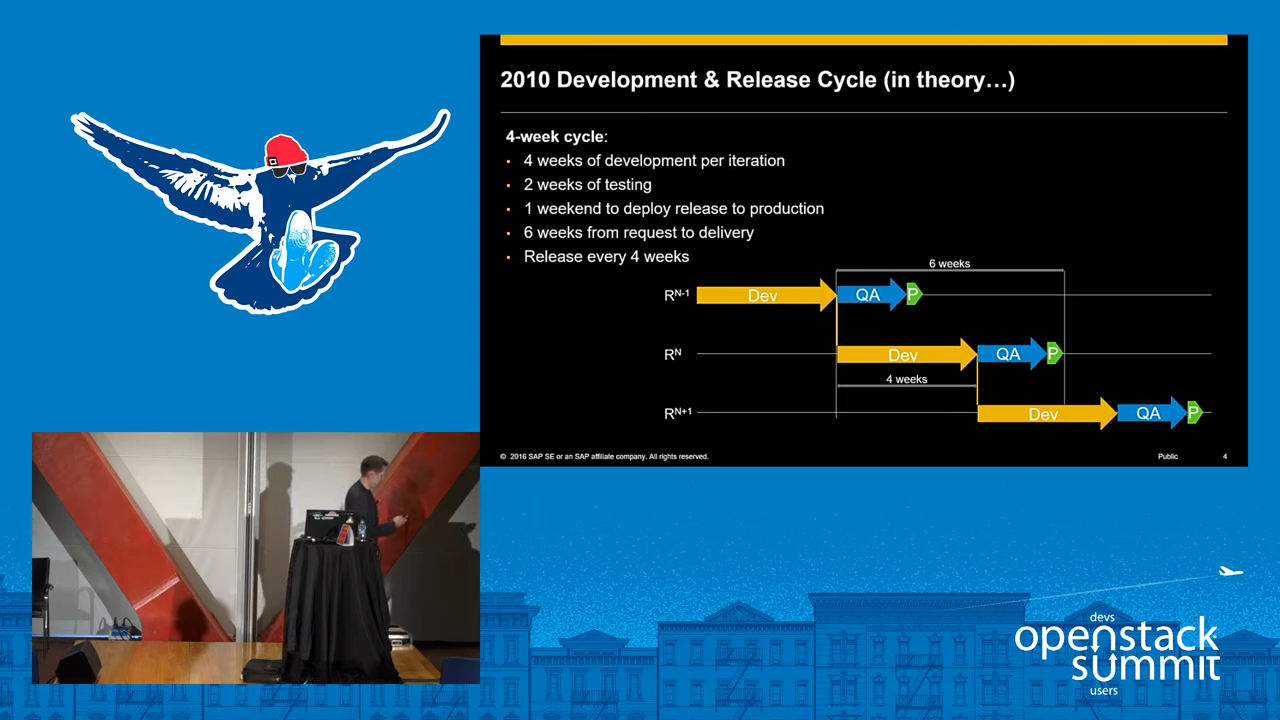 2010 Development & Release Cycle (in theory…)
4-week cycle:
4 weeks of development per iteration
2 weeks of testing
1 weekend to deploy release to production
6 weeks from request to delivery
Release every 4 weeks
6 weeks
RN-1 Dev QA P
RN Dev QA P
4 weeks
RN+1 Dev QA P
© 2016 SAP SE or an SAP affiliate company. All rights reserved. Public 4
devs
openstack
summit
users